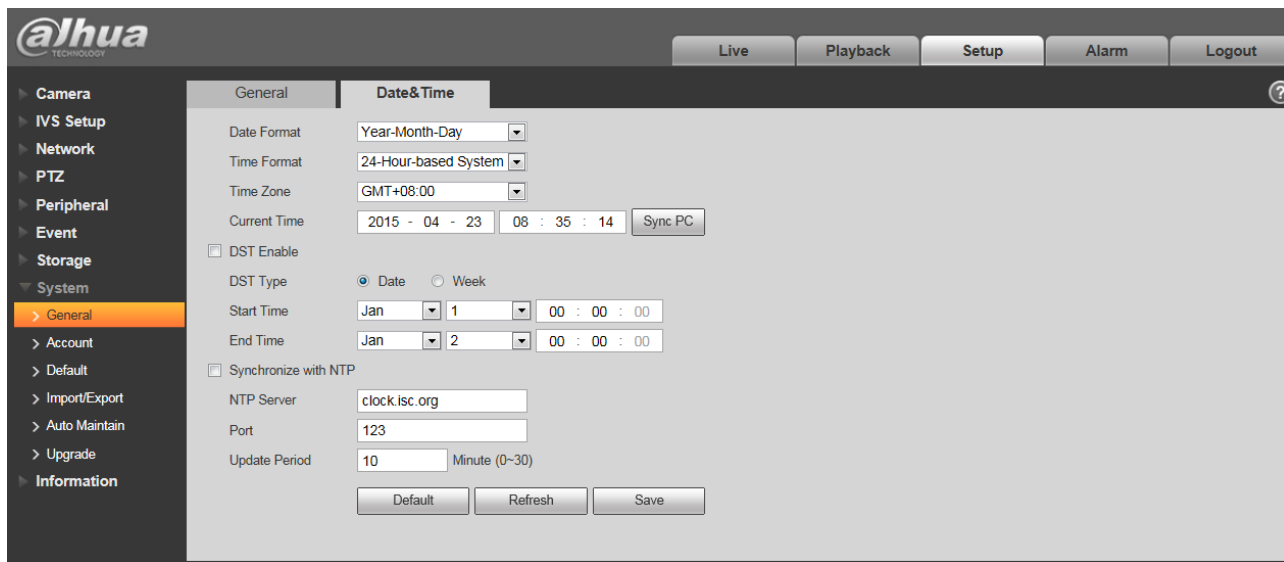 alhua
TECHNOLOGY
Live Playback Setup Alarm Logout
Camera
IVS Setup
Network
PTZ
Peripheral
Event
Storage
System
> General
> Account
> Default
> Import/Export
> Auto Maintain
> Upgrade
Information
General Date&Time
?
Date Format Year-Month-Day
Time Format 24-Hour-based System
Time Zone GMT+08:00
Current Time 2015 - 04 - 23 08 : 35 : 14 Sync PC
DST Enable
DST Type Date Week
Start Time Jan 1 00 : 00 : 00
End Time Jan 2 00 : 00 : 00
Synchronize with NTP
NTP Server clock.isc.org
Port 123
Update Period 10 Minute (0~30)
Default Refresh Save